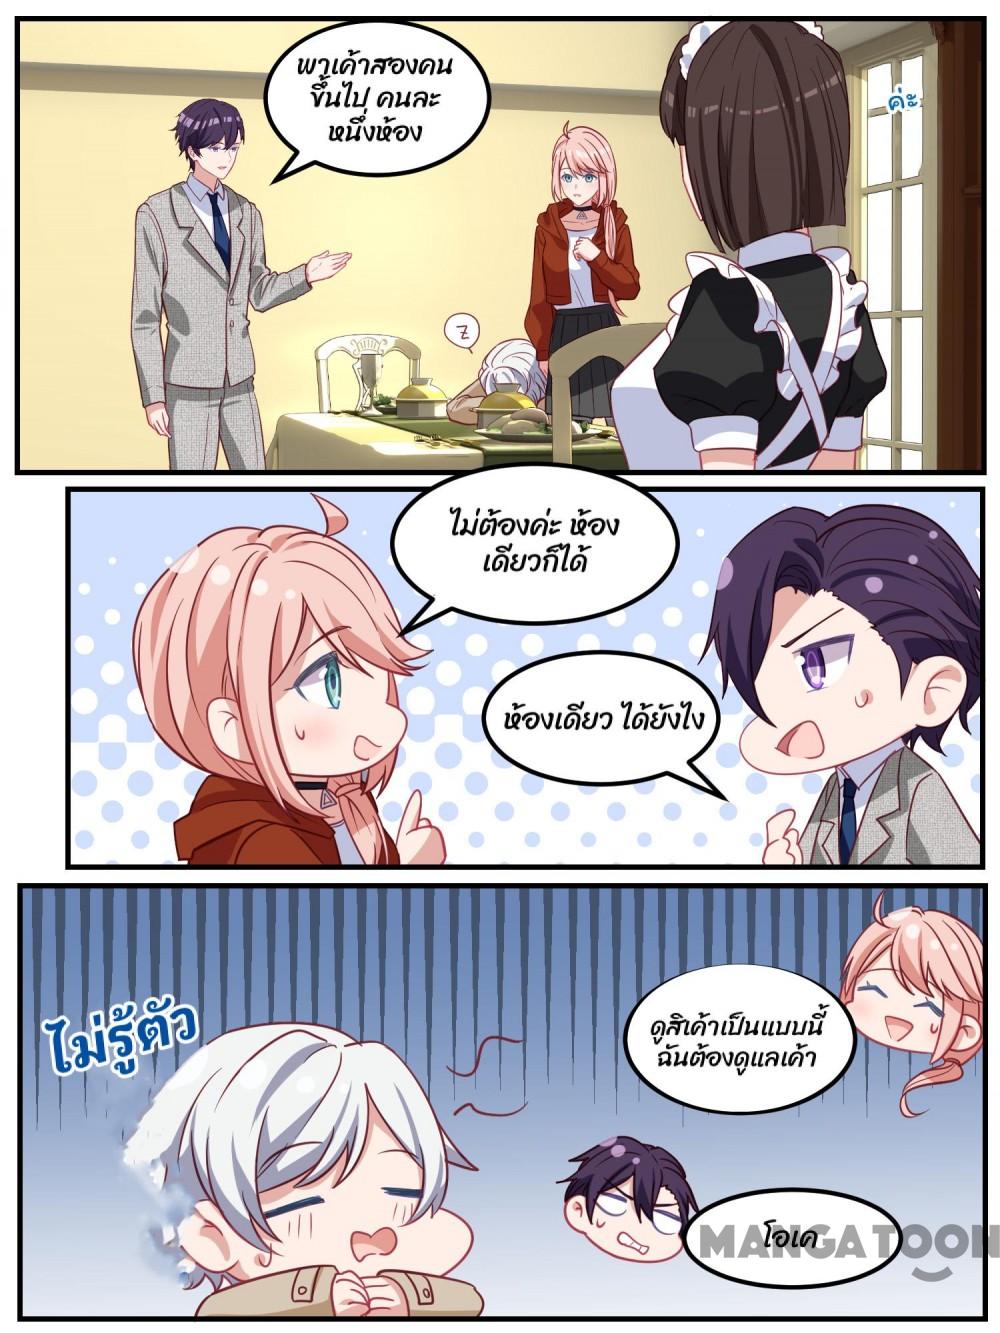 พาเค้าสองคน
ขึ้นไป คนละ
หนึ่งห้อง
ค่ะ
z
ไม่ต้องค่ะ ห้อง
เดียวก็ได้
ห้องเดียว ได้ยังไง
ดูสิเค้าเป็นแบบนี้
ฉันต้องดูแลเค้า
ไม่รู้ตัว
โอเค
MANGATOON